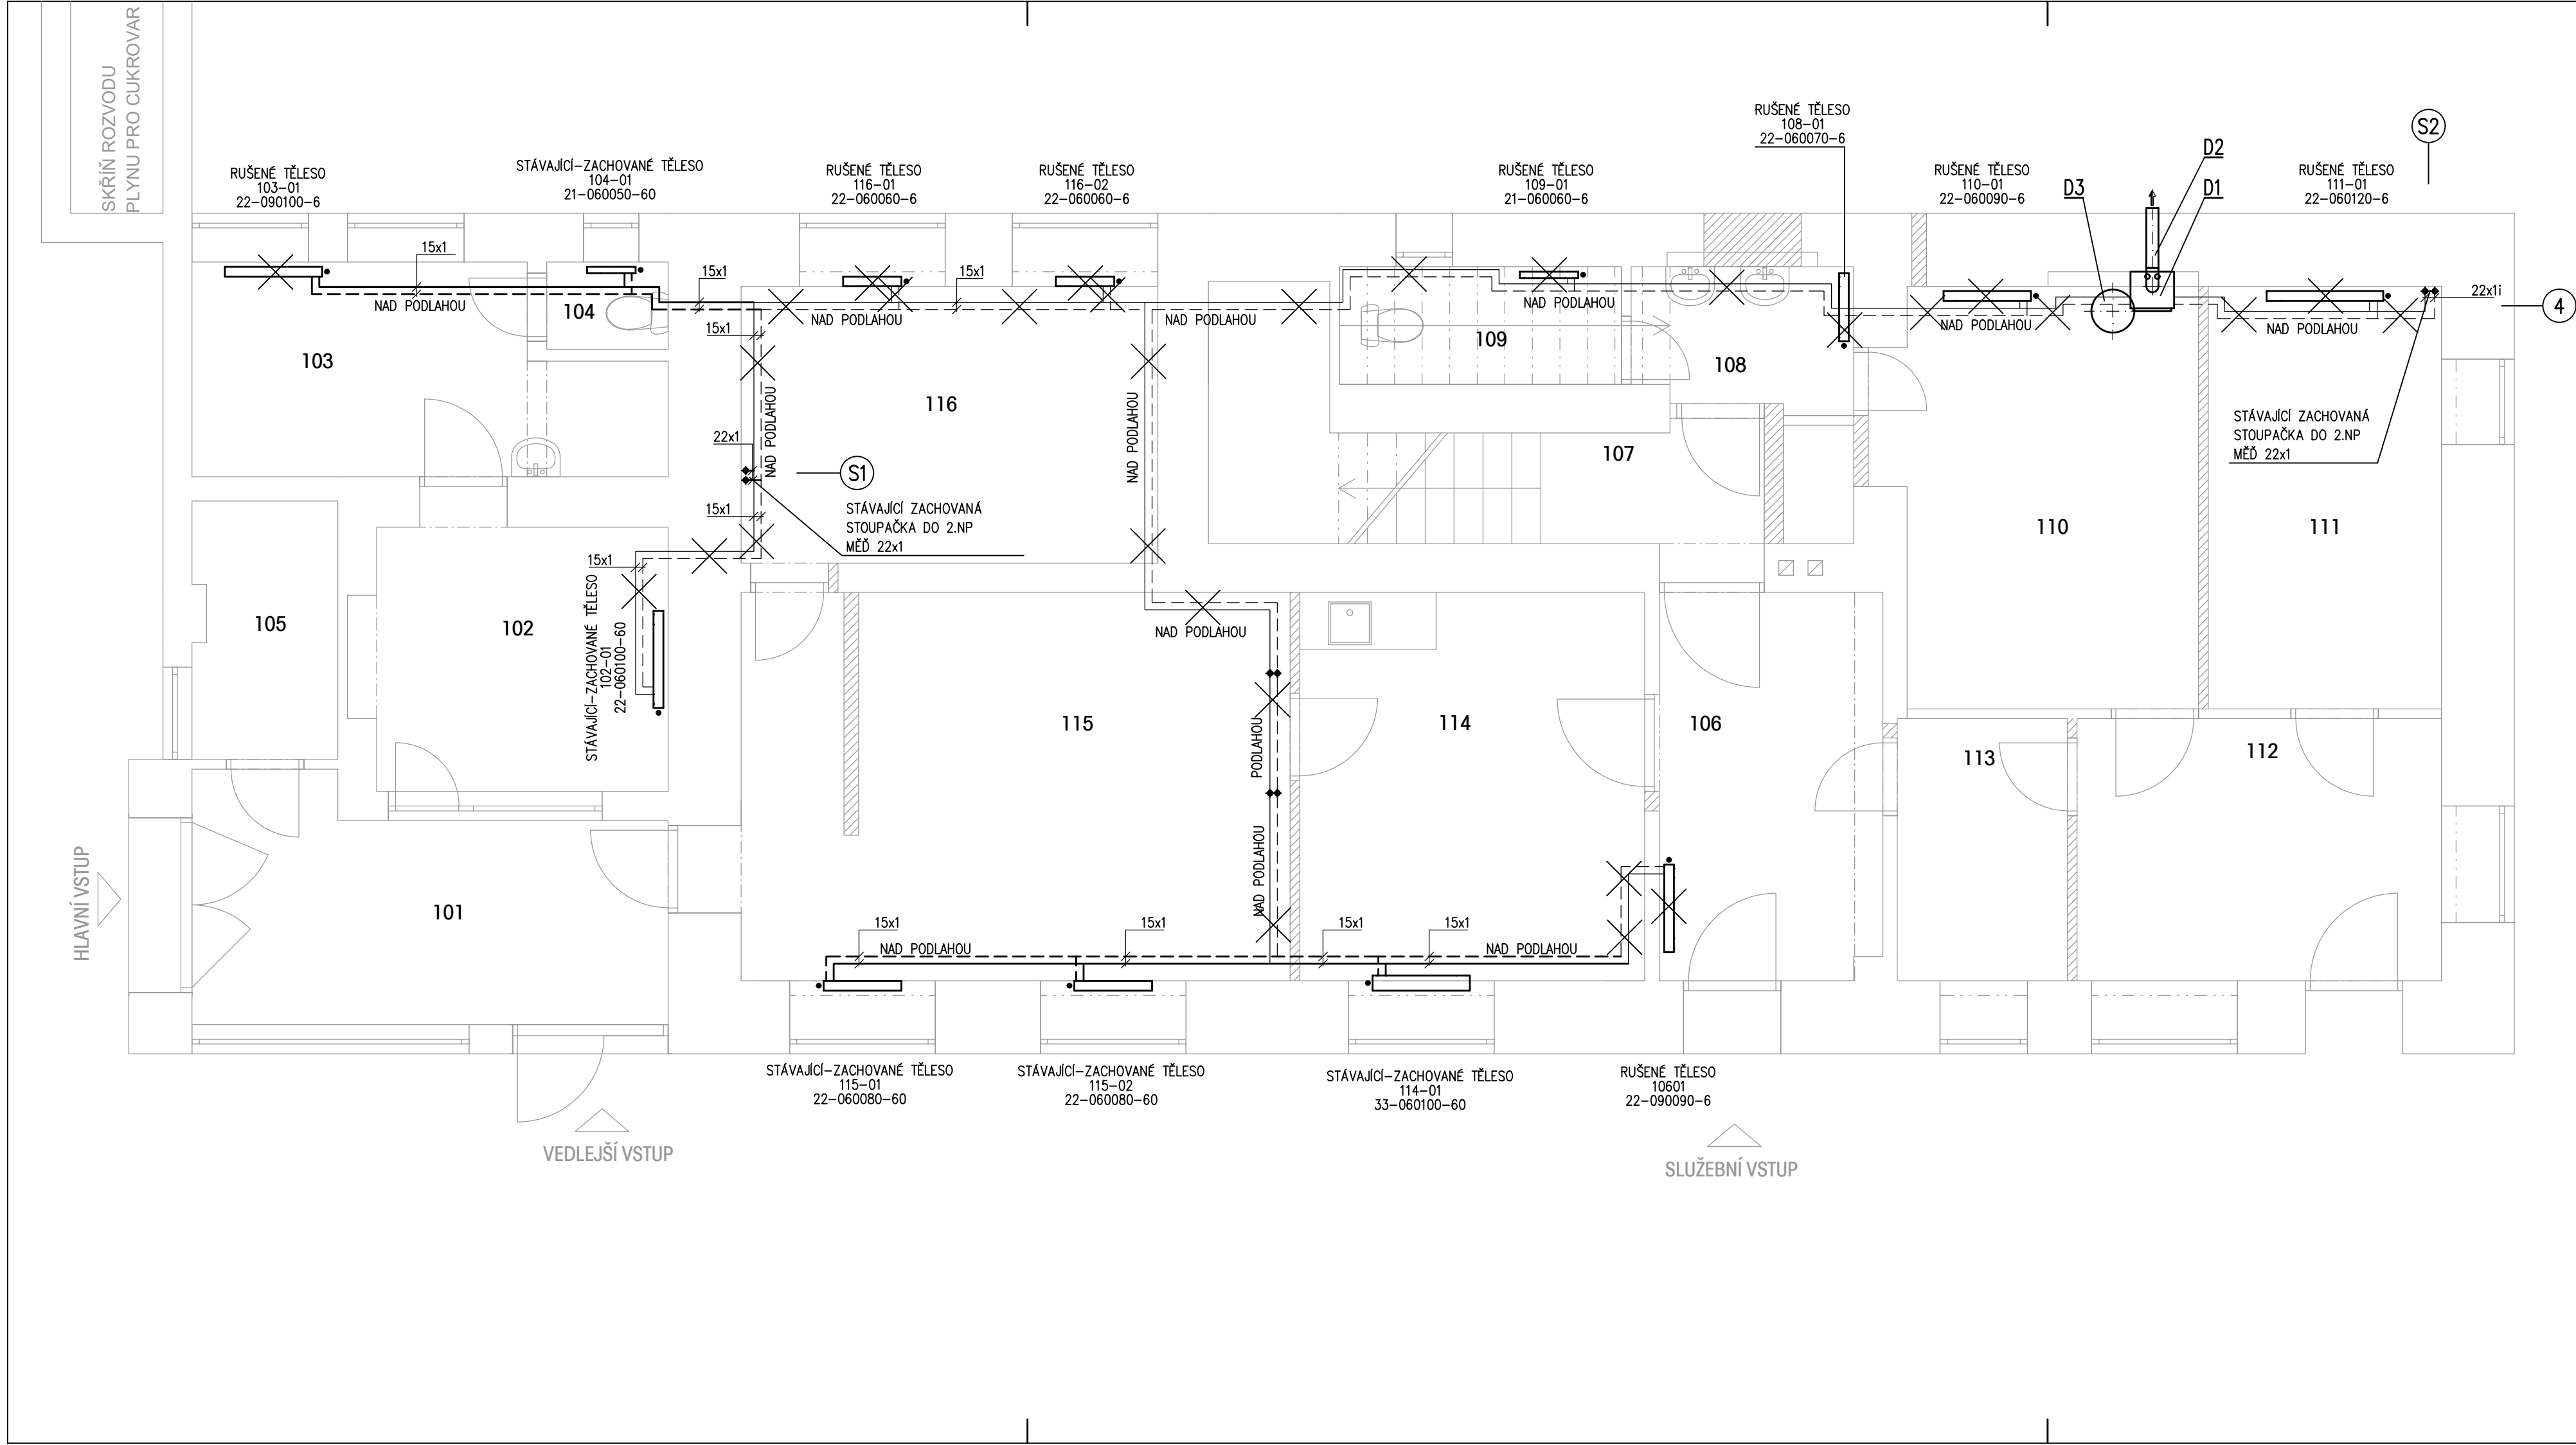 SKŘÍŇ ROZVODU
PLYNU PRO CUKROVAR
RUŠENÉ TĚLESO
103-01
22-090100-6
STÁVAJÍCÍ-ZACHOVANÉ TĚLESO
104-01
21-060050-60
RUŠENÉ TĚLESO
116-01
22-060060-6
RUŠENÉ TĚLESO
116-02
22-060060-6
RUŠENÉ TĚLESO
109-01
21-060060-6
RUŠENÉ TĚLESO
108-01
22-060070-6
RUŠENÉ TĚLESO
110-01
22-060090-6
D3
D2
D1
RUŠENÉ TĚLESO
111-01
22-060120-6
S2
15x1
NAD PODLAHOU
104
15x1
15x1
NAD PODLAHOU
15x1
NAD PODLAHOU
NAD PODLAHOU
NAD PODLAHOU
NAD PODLAHOU
22x1i
4
103
109
108
116
NAD PODLAHOU
NAD PODLAHOU
22x1
S1
15x1
STÁVAJÍCÍ ZACHOVANÁ
STOUPAČKA DO 2.NP
MĚĎ 22x1
107
STÁVAJÍCÍ ZACHOVANÁ
STOUPAČKA DO 2.NP
MĚĎ 22x1
110
111
15x1
STÁVAJÍCÍ-ZACHOVANÉ TĚLESO
102-01
22-060100-60
105
102
NAD PODLAHOU
115
PODLAHOU
114
106
113
112
NAD PODLAHOU
HLAVNÍ VSTUP
101
15x1
NAD PODLAHOU
15x1
15x1
15x1
NAD PODLAHOU
STÁVAJÍCÍ-ZACHOVANÉ TĚLESO
115-01
22-060080-60
STÁVAJÍCÍ-ZACHOVANÉ TĚLESO
115-02
22-060080-60
STÁVAJÍCÍ-ZACHOVANÉ TĚLESO
114-01
33-060100-60
RUŠENÉ TĚLESO
10601
22-090090-6
VEDLEJŠÍ VSTUP
SLUŽEBNÍ VSTUP